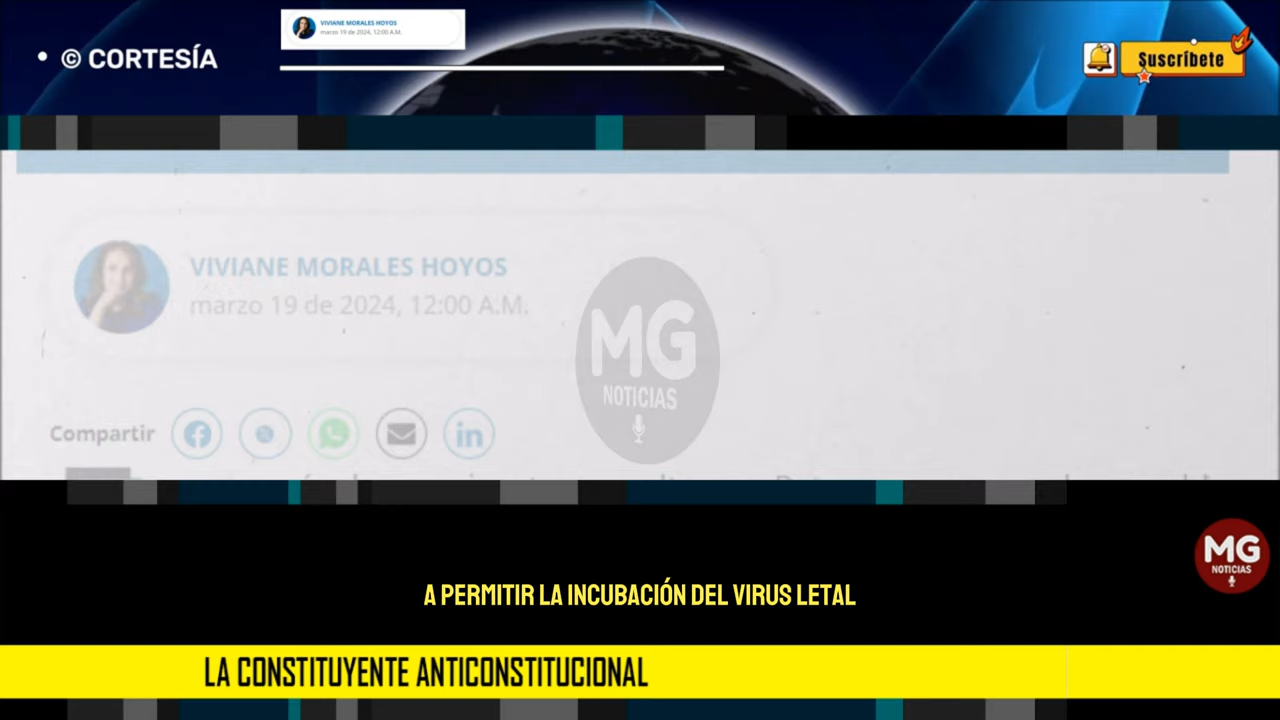 VIVIANE MORALES HOYOS
marzo 19 de 2024, 12:00 A.M.
• © CORTESÍA
Suscríbete
VIVIANE MORALES HOYOS
marzo 19 de 2024, 12:00 A.M.
MG
NOTICIAS
Compartir
MG
NOTICIAS
A PERMITIR LA INCUBACIÓN DEL VIRUS LETAL
LA CONSTITUYENTE ANTICONSTITUCIONAL